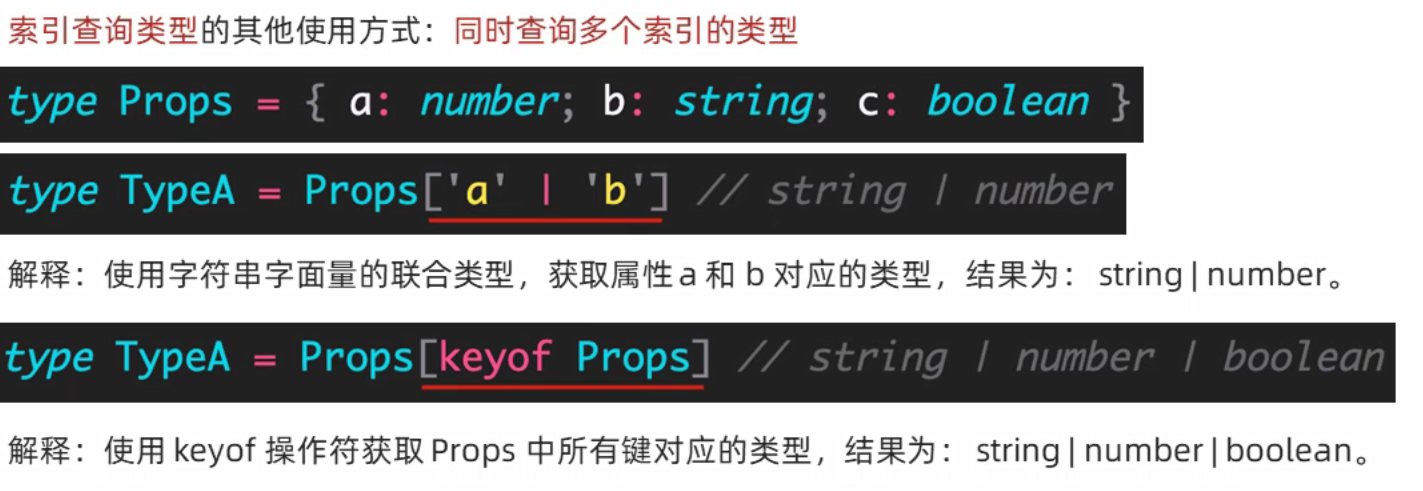 索引查询类型的其他使用方式：同时查询多个索引的类型
type Props = { a: number; b: string; c: boolean }
type TypeA = Props['a' | 'b'] // string | number
解释：使用字符串字面量的联合类型，获取属性 a 和 b 对应的类型，结果为： string | number。
type TypeA = Props[keyof Props] // string | number | boolean
解释：使用 keyof 操作符获取 Props 中所有键对应的类型，结果为： string | number | boolean。